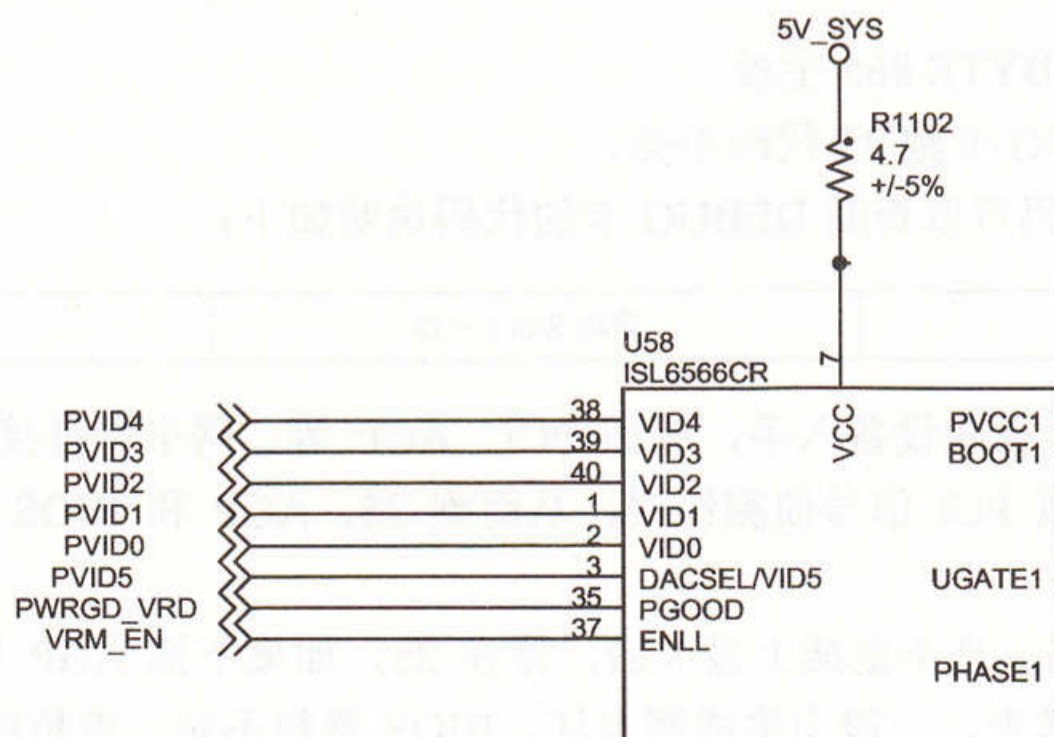 5V_SYS
R1102
4.7
+/-5%
7
U58
ISL6566CR
PVID4 38 VID4 VCC PVCC1
PVID3 39 VID3 BOOT1
PVID2 40 VID2
PVID1 1 VID1
PVID0 2 VID0
PVID5 3 DACSEL/VID5 UGATE1
PWRGD_VRD 35 PGOOD
VRM_EN 37 ENLL
PHASE1